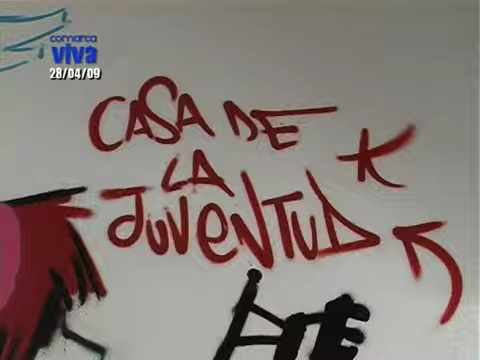 comarca
viva
28/04/09
CASA DE
LA
JUVENTUD